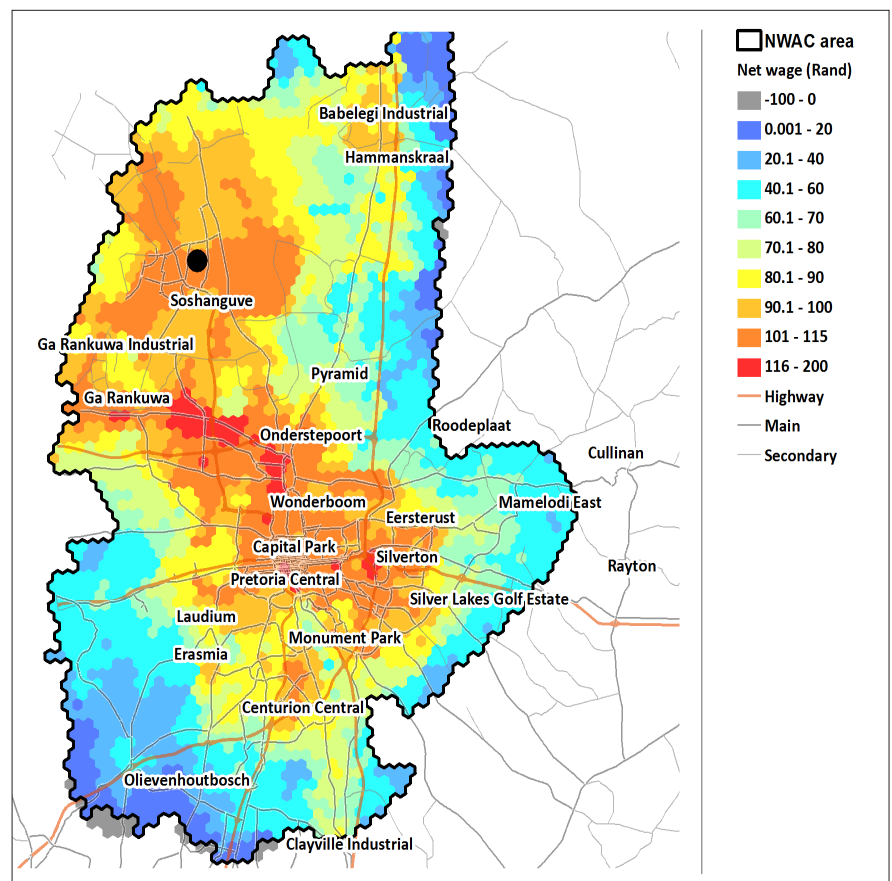 Babelegi Industrial
Hammanskraal
Soshanguve
Ga Rankuwa Industrial
Pyramid
Ga Rankuwa
Onderstepoort
Roodeplaat
Cullinan
Wonderboom
Mamelodi East
Eersterust
Capital Park
Silverton
Rayton
Pretoria Central
Silver Lakes Golf Estate
Laudium
Monument Park
Erasmia
Centurion Central
Olievenhoutbosch
Clayville Industrial
NWAC area
Net wage (Rand)
-100 - 0
0.001 - 20
20.1 - 40
40.1 - 60
60.1 - 70
70.1 - 80
80.1 - 90
90.1 - 100
101 - 115
116 - 200
Highway
Main
Secondary